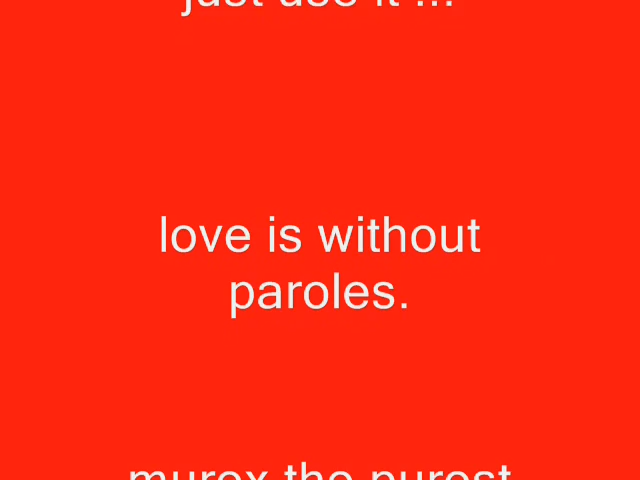 just use it ...
love is without
paroles.
murex the purest